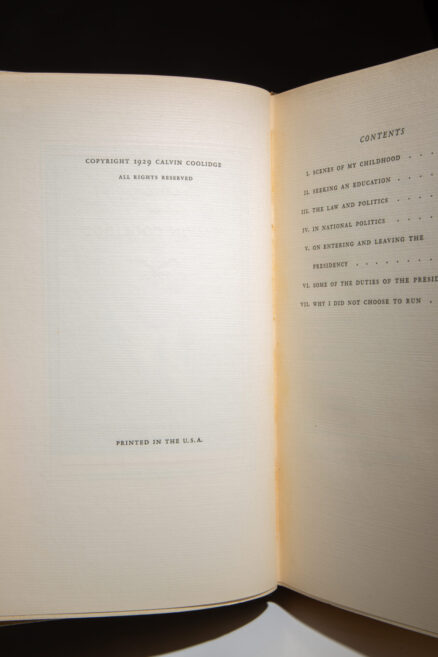 COPYRIGHT 1929 CALVIN COOLIDGE
ALL RIGHTS RESERVED
PRINTED IN THE U.S.A.
CONTENTS
I. SCENES OF MY CHILDHOOD . . .
II. SEEKING AN EDUCATION . . . .
III. THE LAW AND POLITICS . . . .
IV. IN NATIONAL POLITICS . . . .
V. ON ENTERING AND LEAVING THE
PRESIDENCY . . . . . . .
VI. SOME OF THE DUTIES OF THE PRESID
VII. WHY I DID NOT CHOOSE TO RUN .